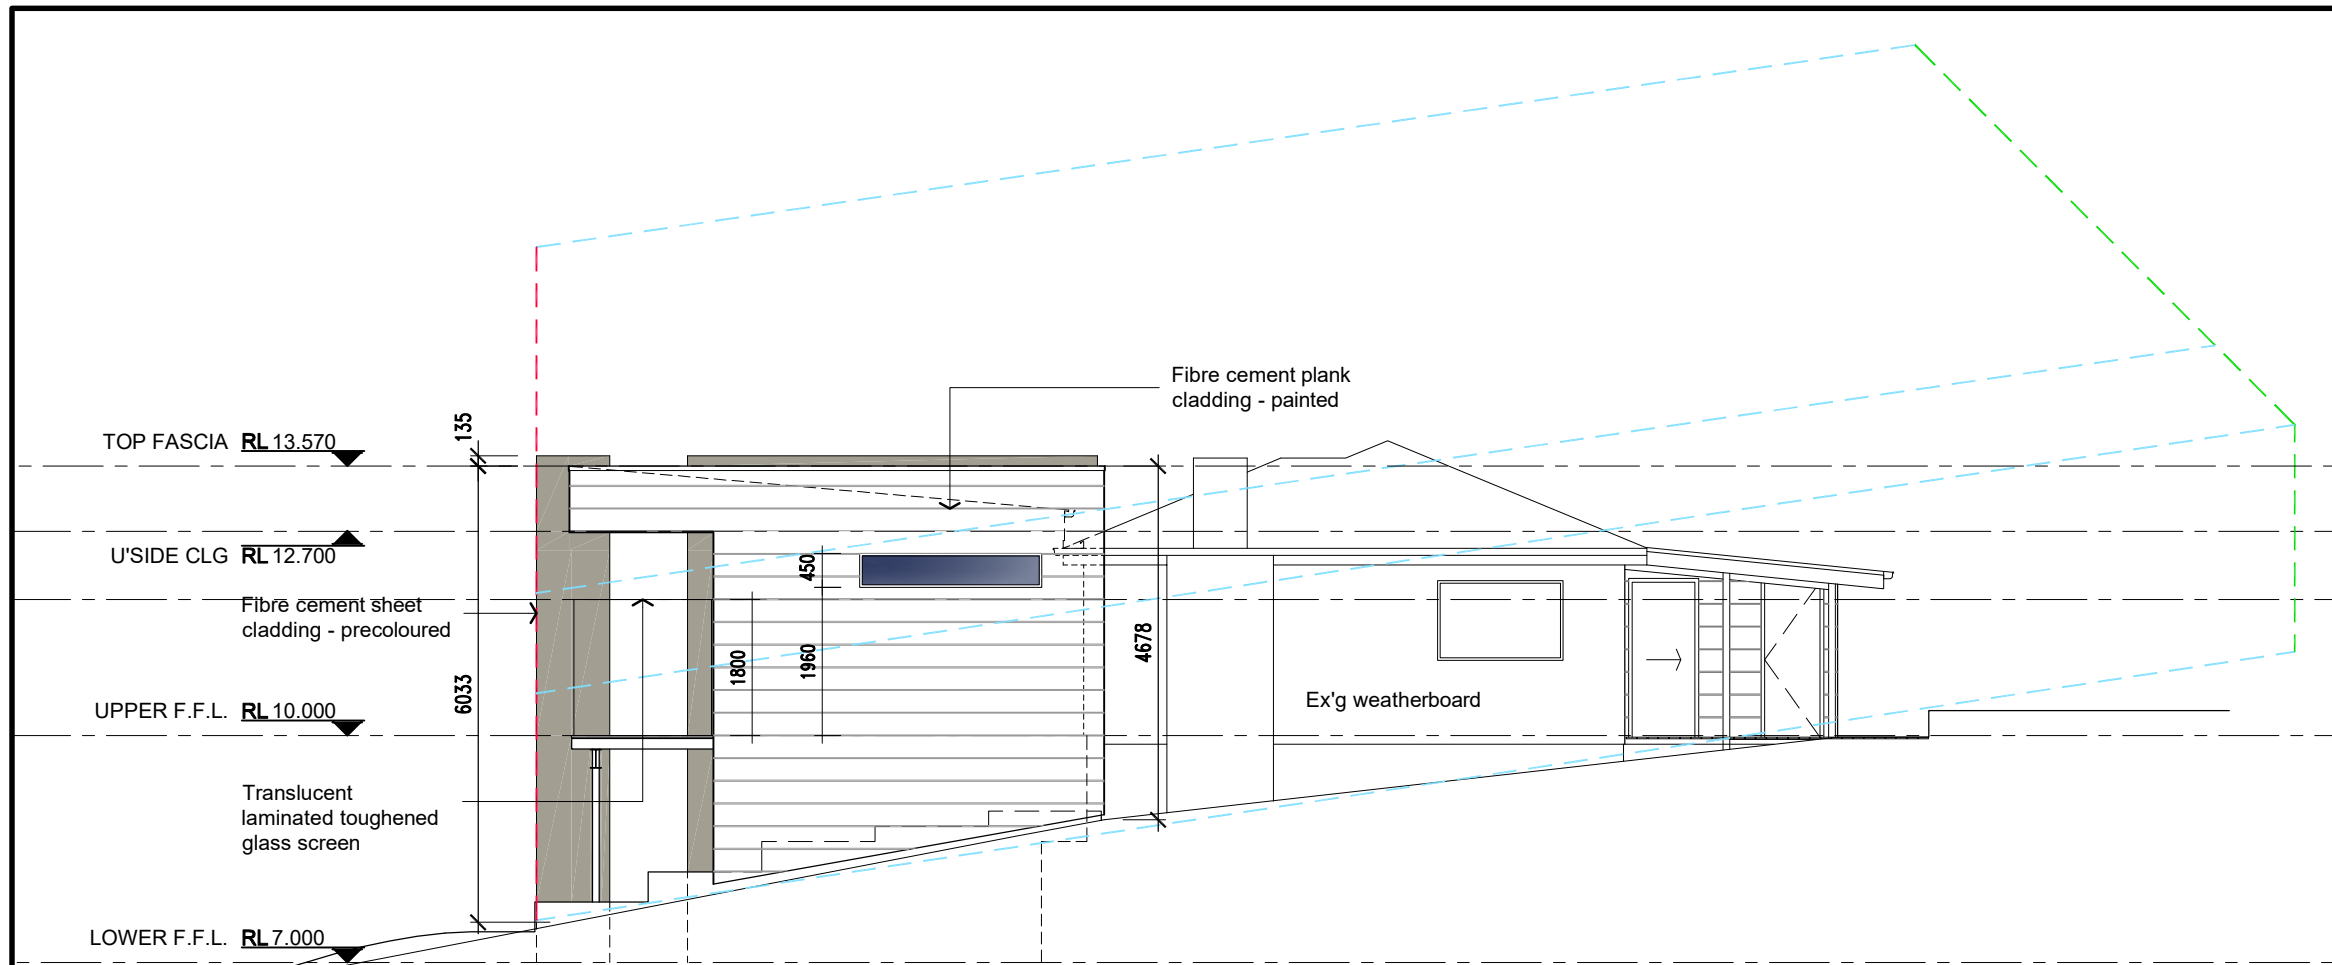 Fibre cement plank
cladding - painted
135
TOP FASCIA RL 13.570
U'SIDE CLG RL 12.700
450
Fibre cement sheet
cladding - precoloured
1800
1960
4678
6033
Ex'g weatherboard
UPPER F.F.L. RL 10.000
Translucent
laminated toughened
glass screen
LOWER F.F.L. RL 7.000